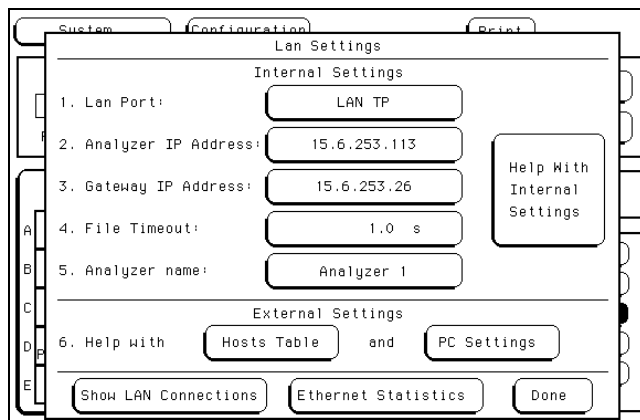 System
Configuration
Print
Lan Settings
Internal Settings
1. Lan Port: LAN TP
2. Analyzer IP Address: 15.6.253.113
3. Gateway IP Address: 15.6.253.26
4. File Timeout: 1.0 s
5. Analyzer name: Analyzer 1
Help With
Internal
Settings
External Settings
6. Help with Hosts Table and PC Settings
Show LAN Connections
Ethernet Statistics
Done
A
B
C
D
E